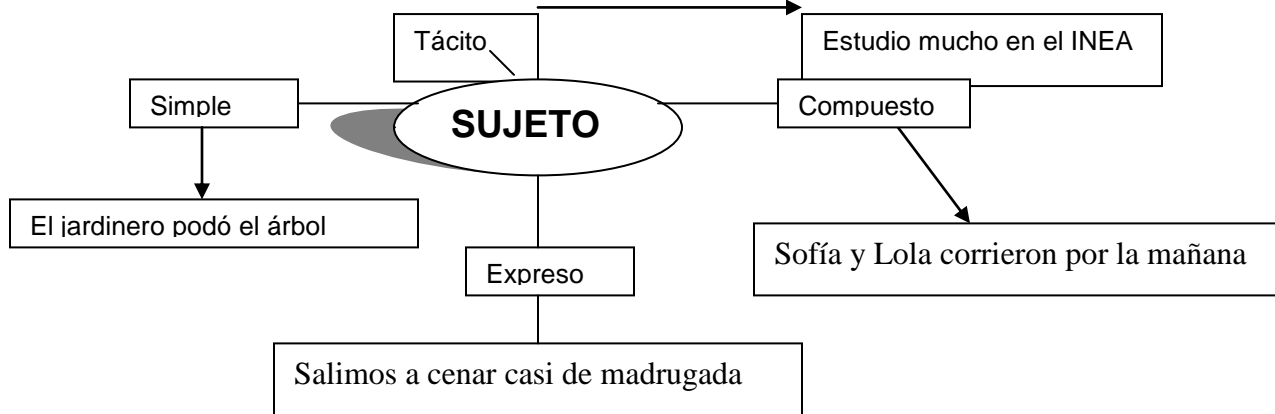 Tácito
Estudio mucho en el INEA
Simple
SUJETO
Compuesto
El jardinero podó el árbol
Sofía y Lola corrieron por la mañana
Expreso
Salimos a cenar casi de madrugada